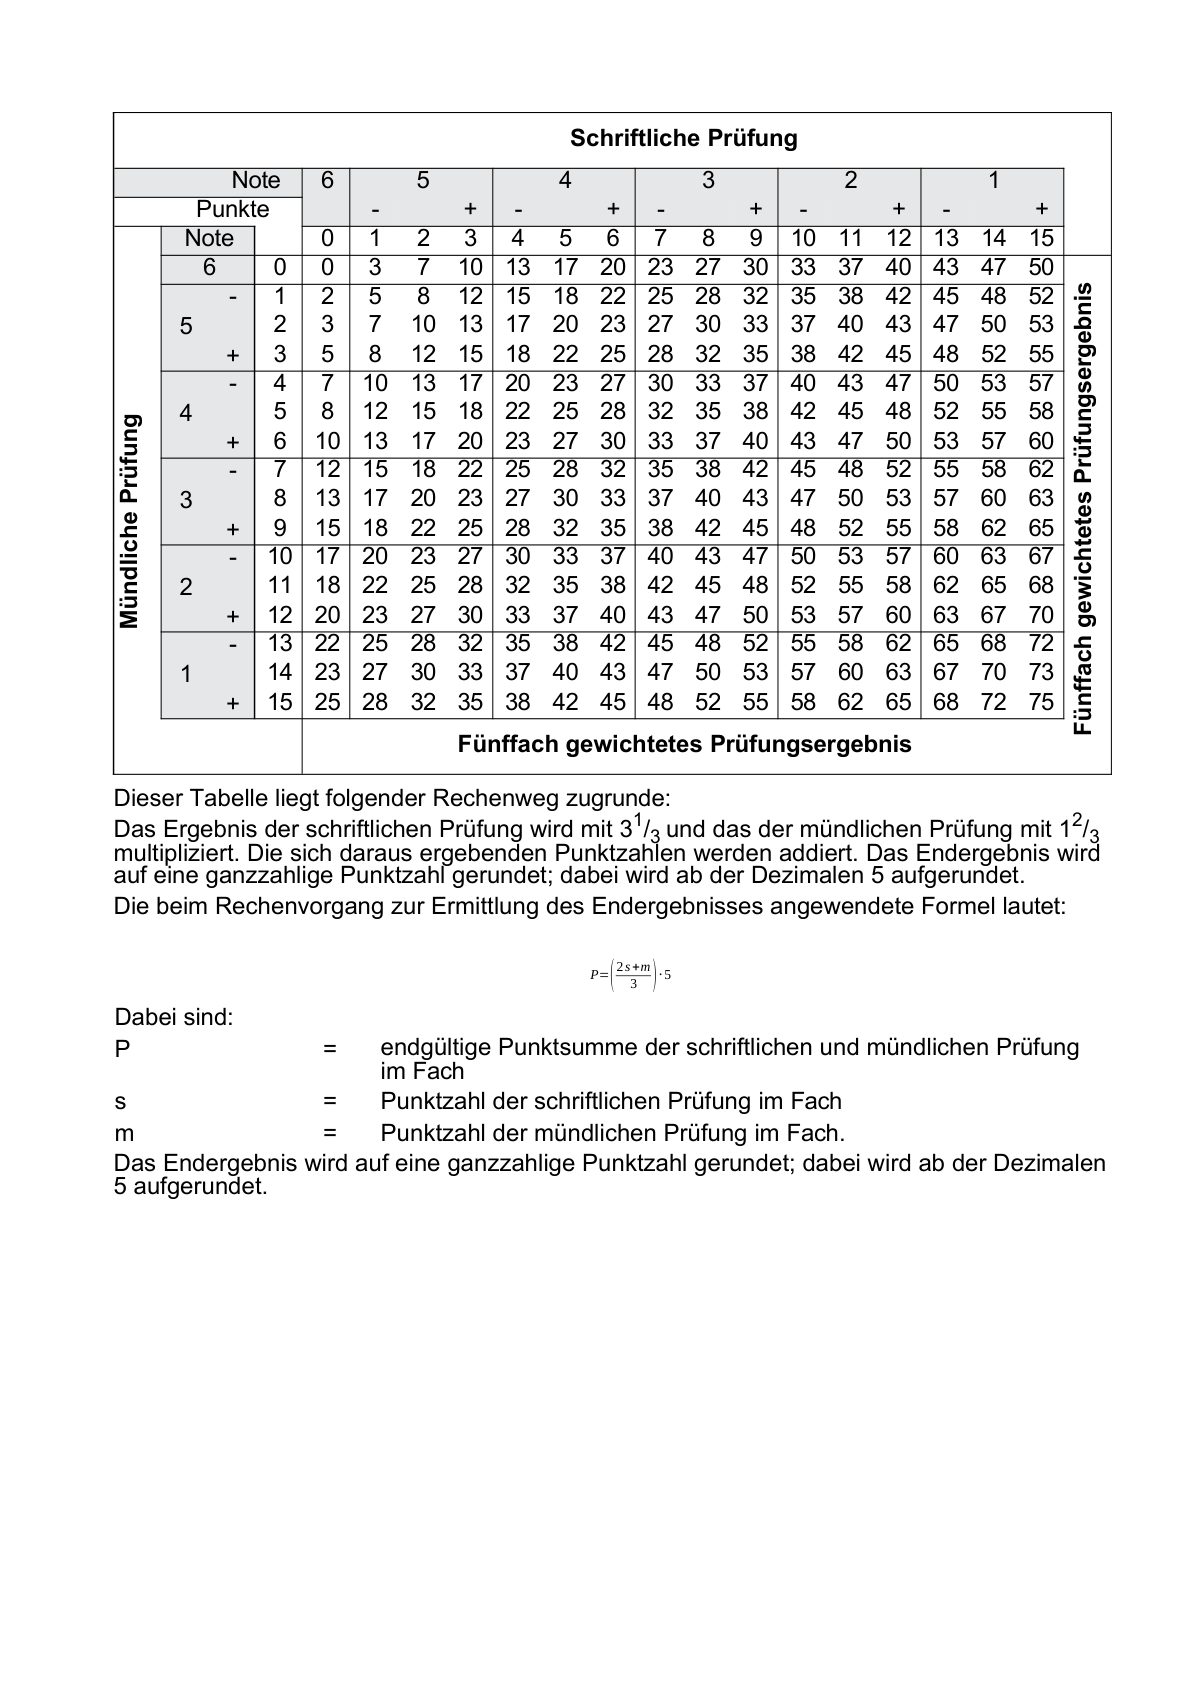 Schriftliche Prüfung
Note 6 5 4 3 2 1
Punkte - + - + - + - + - +
Note 0 1 2 3 4 5 6 7 8 9 10 11 12 13 14 15
6 0 0 3 7 10 13 17 20 23 27 30 33 37 40 43 47 50
- 1 2 5 8 12 15 18 22 25 28 32 35 38 42 45 48 52
5 2 3 7 10 13 17 20 23 27 30 33 37 40 43 47 50 53
+ 3 5 8 12 15 18 22 25 28 32 35 38 42 45 48 52 55
- 4 7 10 13 17 20 23 27 30 33 37 40 43 47 50 53 57
4 5 8 12 15 18 22 25 28 32 35 38 42 45 48 52 55 58
+ 6 10 13 17 20 23 27 30 33 37 40 43 47 50 53 57 60
- 7 12 15 18 22 25 28 32 35 38 42 45 48 52 55 58 62
3 8 13 17 20 23 27 30 33 37 40 43 47 50 53 57 60 63
+ 9 15 18 22 25 28 32 35 38 42 45 48 52 55 58 62 65
- 10 17 20 23 27 30 33 37 40 43 47 50 53 57 60 63 67
2 11 18 22 25 28 32 35 38 42 45 48 52 55 58 62 65 68
+ 12 20 23 27 30 33 37 40 43 47 50 53 57 60 63 67 70
- 13 22 25 28 32 35 38 42 45 48 52 55 58 62 65 68 72
1 14 23 27 30 33 37 40 43 47 50 53 57 60 63 67 70 73
+ 15 25 28 32 35 38 42 45 48 52 55 58 62 65 68 72 75
Mündliche Prüfung
Fünffach gewichtetes Prüfungsergebnis
Fünffach gewichtetes Prüfungsergebnis
Dieser Tabelle liegt folgender Rechenweg zugrunde:
Das Ergebnis der schriftlichen Prüfung wird mit 3 1/3 und das der mündlichen Prüfung mit 1 2/3
multipliziert. Die sich daraus ergebenden Punktzahlen werden addiert. Das Endergebnis wird
auf eine ganzzahlige Punktzahl gerundet; dabei wird ab der Dezimalen 5 aufgerundet.
Die beim Rechenvorgang zur Ermittlung des Endergebnisses angewendete Formel lautet:
P=((2s+m)/3)·5
Dabei sind:
P = endgültige Punktsumme der schriftlichen und mündlichen Prüfung
im Fach
s = Punktzahl der schriftlichen Prüfung im Fach
m = Punktzahl der mündlichen Prüfung im Fach.
Das Endergebnis wird auf eine ganzzahlige Punktzahl gerundet; dabei wird ab der Dezimalen
5 aufgerundet.